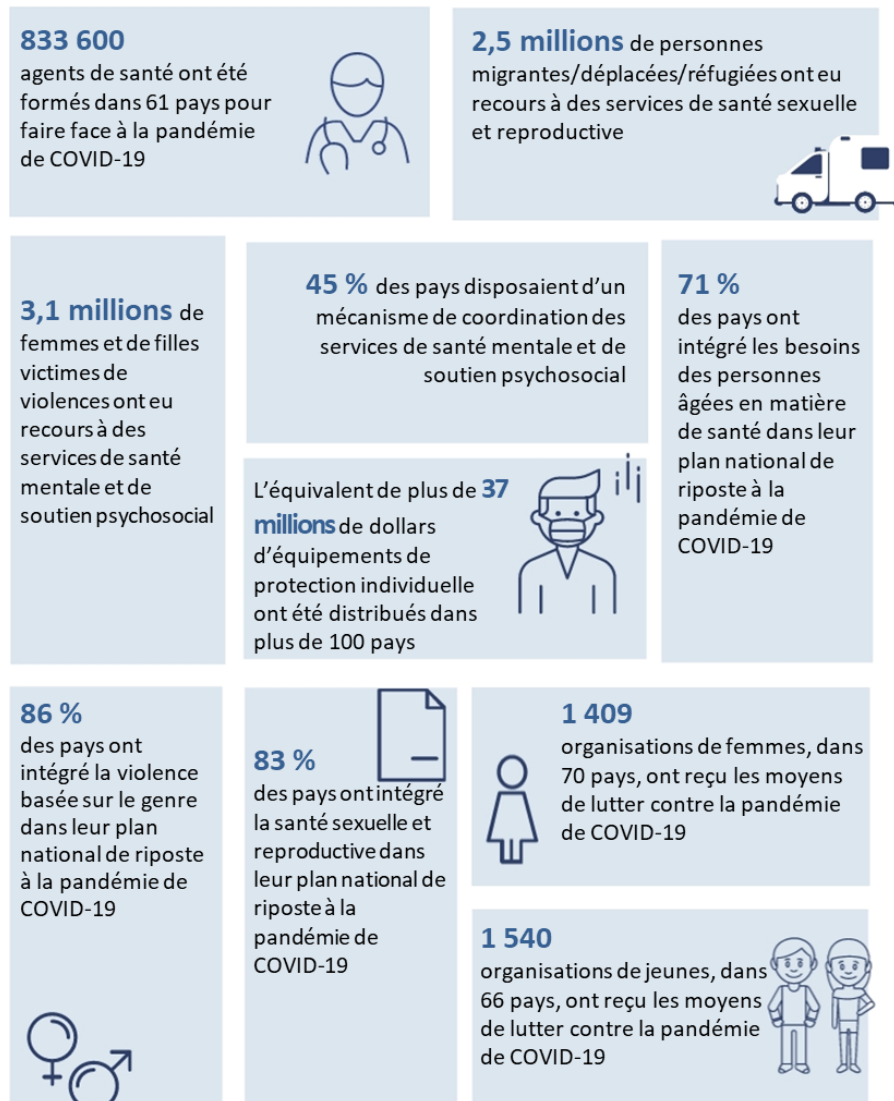 833 600
agents de santé ont été
formés dans 61 pays pour
faire face à la pandémie
de COVID-19
2,5 millions de personnes
migrantes/déplacées/réfugiées ont eu
recours à des services de santé sexuelle
et reproductive
3,1 millions de
femmes et de filles
victimes de
violences ont eu
recours à des
services de santé
mentale et de
soutien psychosocial
45 % des pays disposaient d’un
mécanisme de coordination des
services de santé mentale et de
soutien psychosocial
71 %
des pays ont
intégré les besoins
des personnes
âgées en matière
de santé dans leur
plan national de
riposte à la
pandémie de
COVID-19
L’équivalent de plus de 37
millions de dollars
d’équipements de
protection individuelle
ont été distribués dans
plus de 100 pays
86 %
des pays ont
intégré la violence
basée sur le genre
dans leur plan
national de riposte
à la pandémie de
COVID-19
83 %
des pays ont intégré
la santé sexuelle et
reproductive dans
leur plan national de
riposte à la
pandémie de
COVID-19
1 409
organisations de femmes, dans
70 pays, ont reçu les moyens
de lutter contre la pandémie
de COVID-19
1 540
organisations de jeunes, dans
66 pays, ont reçu les moyens
de lutter contre la pandémie
de COVID-19